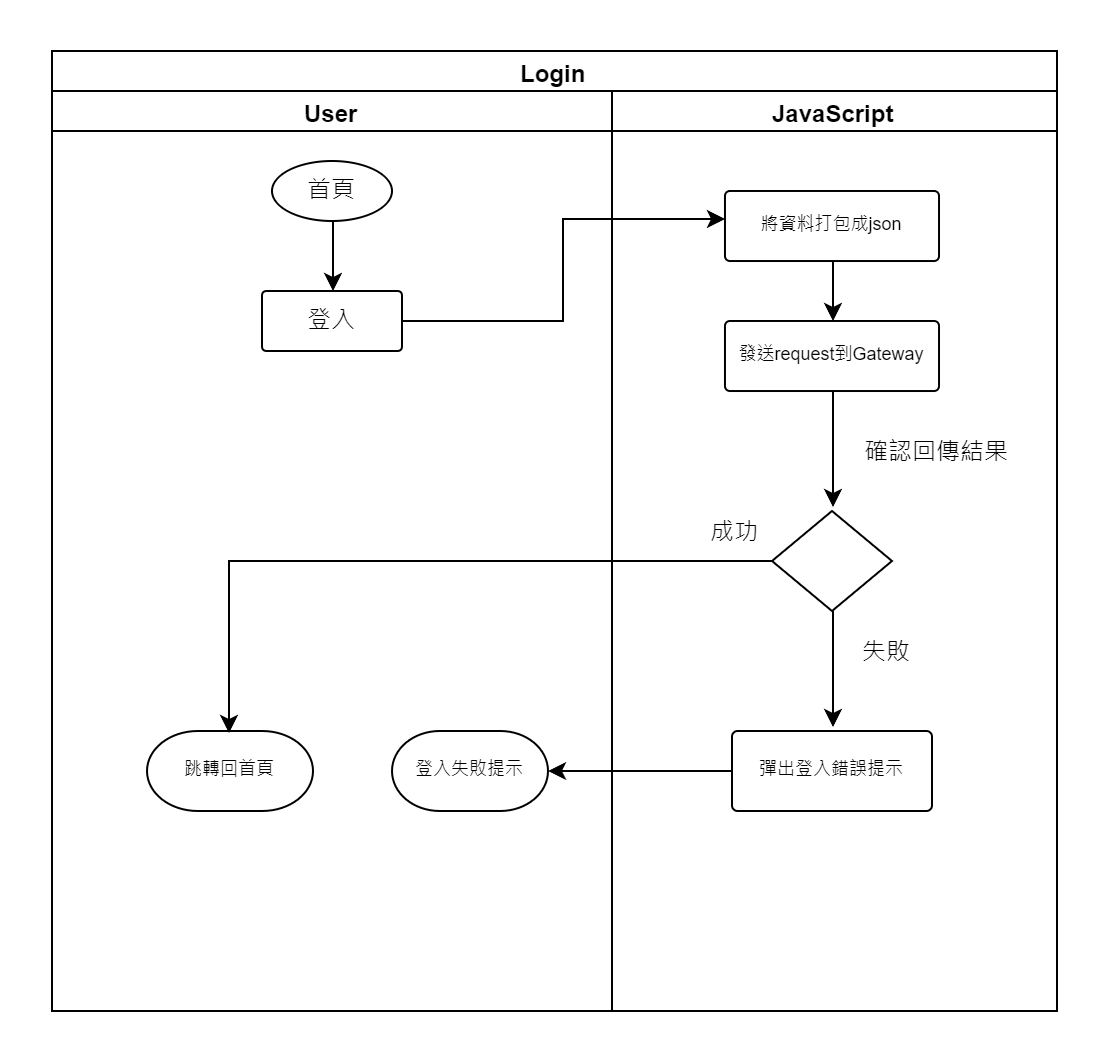 Login
User
JavaScript
首頁
將資料打包成json
登入
發送request到Gateway
確認回傳結果
成功
失敗
跳轉回首頁
登入失敗提示
彈出登入錯誤提示